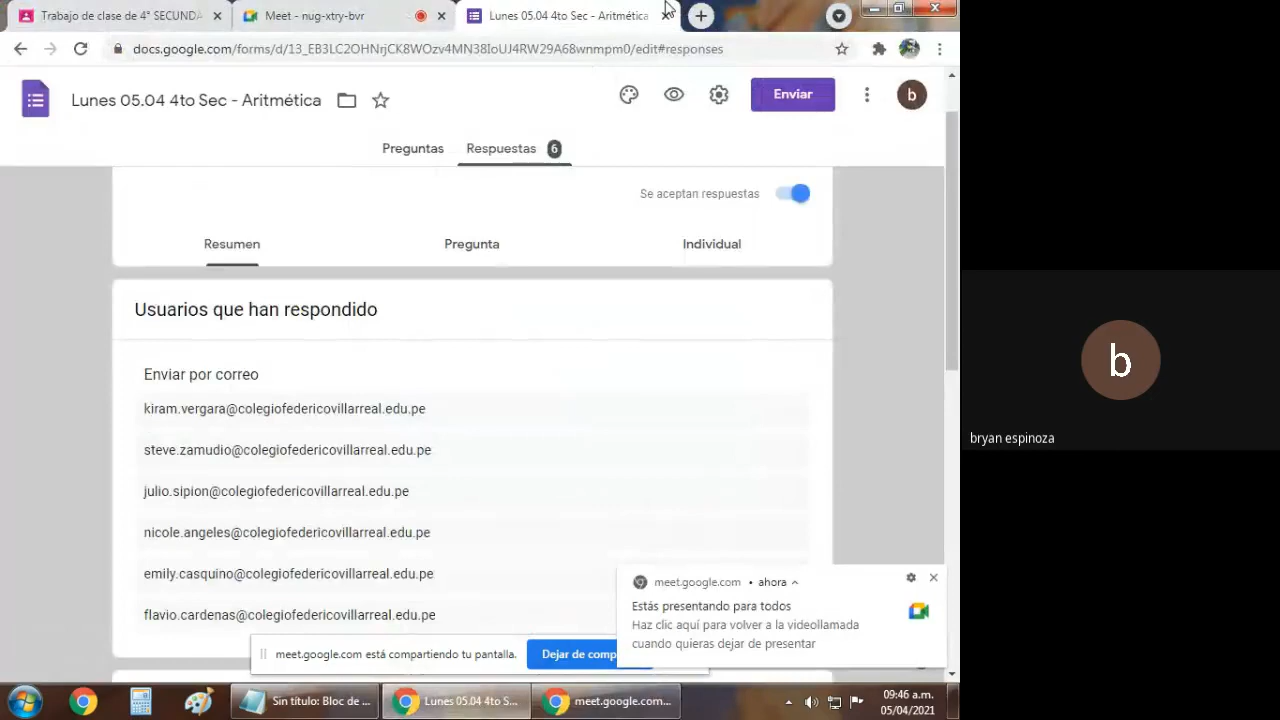 Trabajo de clase de 4° SECUNDA
Meet - nug-xtry-bvr
Lunes 05.04 4to Sec - Aritmética
docs.google.com/forms/d/13_EB3LC2OHNrjCK8WOzv4MN38IoUJ4RW29A68wnmpm0/edit#responses
Lunes 05.04 4to Sec - Aritmética
Enviar
b
Preguntas
Respuestas 6
Se aceptan respuestas
Resumen
Pregunta
Individual
Usuarios que han respondido
Enviar por correo
kiram.vergara@colegiofedericovillarreal.edu.pe
steve.zamudio@colegiofedericovillarreal.edu.pe
julio.sipion@colegiofedericovillarreal.edu.pe
nicole.angeles@colegiofedericovillarreal.edu.pe
emily.casquino@colegiofedericovillarreal.edu.pe
flavio.cardenas@colegiofedericovillarreal.edu.pe
meet.google.com • ahora
Estás presentando para todos
Haz clic aquí para volver a la videollamada
cuando quieras dejar de presentar
meet.google.com está compartiendo tu pantalla.
Dejar de comp
Sin título: Bloc de ...
Lunes 05.04 4to S...
meet.google.com...
09:46 a.m.
05/04/2021
b
bryan espinoza